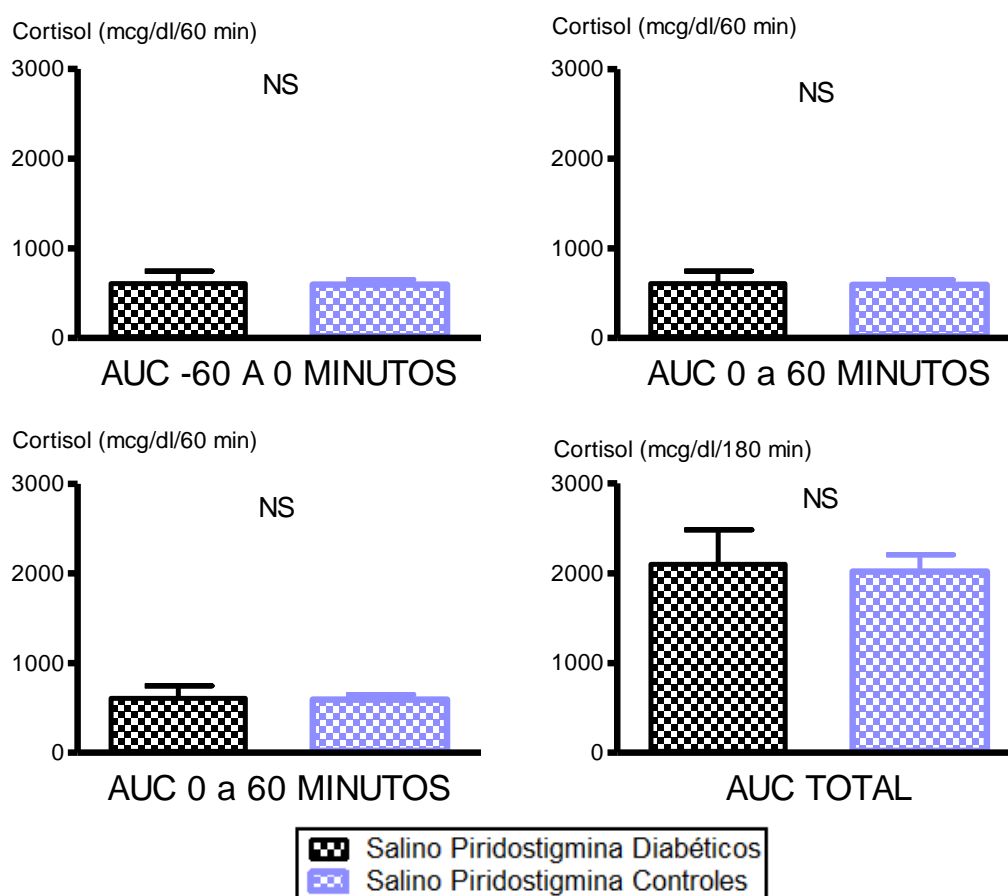 Cortisol (mcg/dl/60 min)
3000
2000
1000
0
NS
AUC -60 A 0 MINUTOS
Cortisol (mcg/dl/60 min)
3000
2000
1000
0
NS
AUC 0 a 60 MINUTOS
Cortisol (mcg/dl/60 min)
3000
2000
1000
0
NS
AUC 0 a 60 MINUTOS
Cortisol (mcg/dl/180 min)
3000
2000
1000
0
NS
AUC TOTAL
Salino Piridostigmina Diabéticos
Salino Piridostigmina Controles